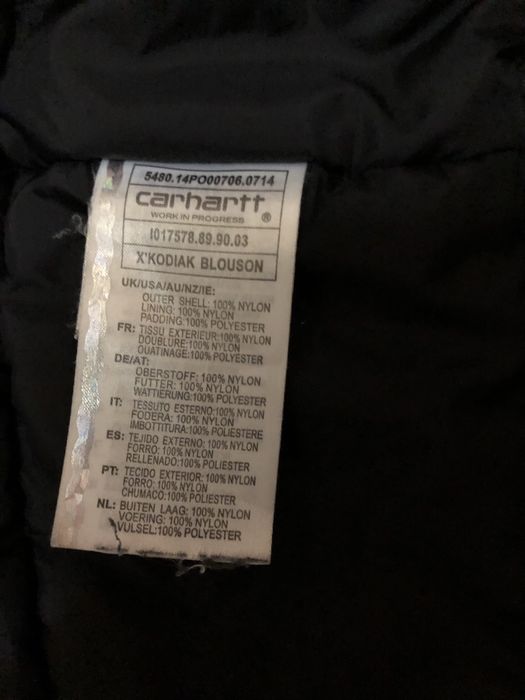 5480.14PO00706.0714
carhartt
WORK IN PROGRESS ®
I017578.89.90.03
X'KODIAK BLOUSON
UK/USA/AU/NZ/IE:
OUTER SHELL: 100% NYLON
LINING: 100% NYLON
PADDING: 100% POLYESTER
FR: TISSU EXTERIEUR: 100% NYLON
DOUBLURE: 100% NYLON
OUATINAGE: 100% POLYESTER
DE/AT:
OBERSTOFF: 100% NYLON
FUTTER: 100% NYLON
WATTIERUNG: 100% POLYESTER
IT: TESSUTO ESTERNO: 100% NYLON
FODERA: 100% NYLON
IMBOTTITURA: 100% POLIESTERE
ES: TEJIDO EXTERNO: 100% NYLON
FORRO: 100% NYLON
RELLENADO: 100% POLIESTER
PT: TECIDO EXTERIOR: 100% NYLON
FORRO: 100% NYLON
CHUMACO: 100% POLIESTER
NL: BUITEN LAAG: 100% NYLON
VOERING: 100% NYLON
VULSEL: 100% POLYESTER